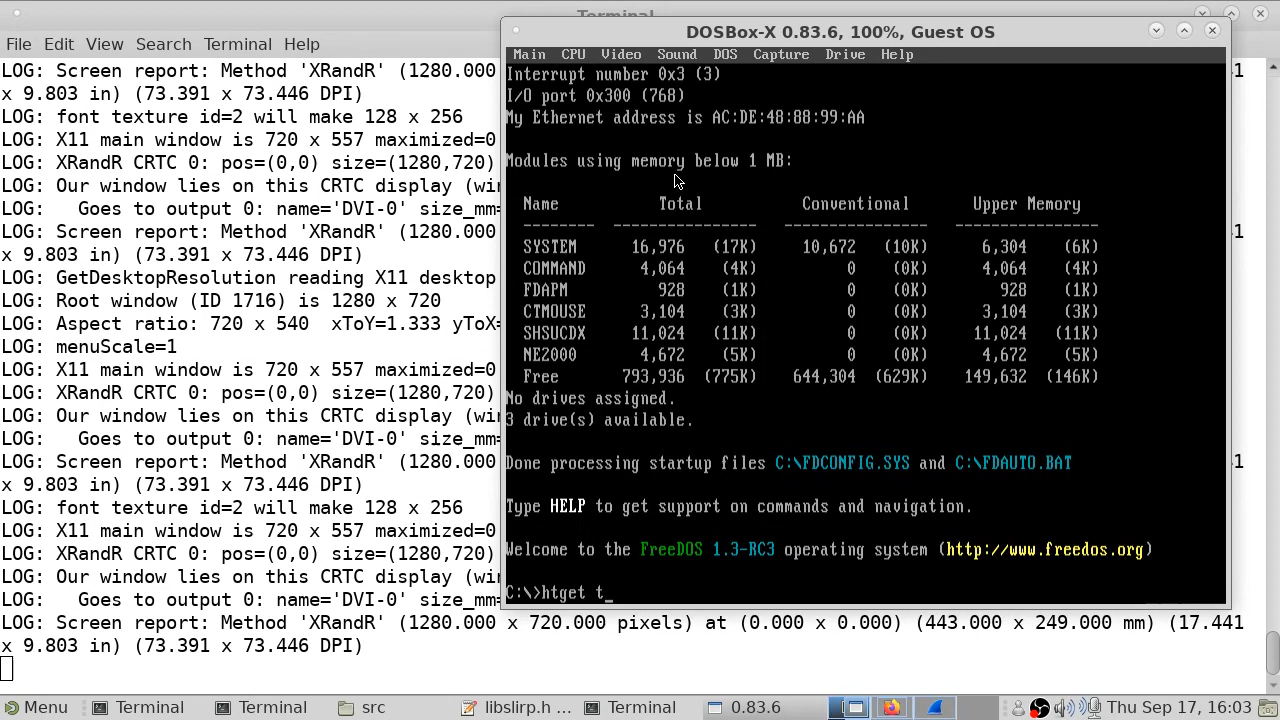 Terminal
File Edit View Search Terminal Help
LOG: Screen report: Method 'XRandR' (1280.000
x 9.803 in) (73.391 x 73.446 DPI)
LOG: font texture id=2 will make 128 x 256
LOG: X11 main window is 720 x 557 maximized=0
LOG: XRandR CRTC 0: pos=(0,0) size=(1280,720)
LOG: Our window lies on this CRTC display (win
LOG:   Goes to output 0: name='DVI-0' size_mm=
LOG: Screen report: Method 'XRandR' (1280.000
x 9.803 in) (73.391 x 73.446 DPI)
LOG: GetDesktopResolution reading X11 desktop
LOG: Root window (ID 1716) is 1280 x 720
LOG: Aspect ratio: 720 x 540  xToY=1.333 yToX=
LOG: menuScale=1
LOG: X11 main window is 720 x 557 maximized=0
LOG: XRandR CRTC 0: pos=(0,0) size=(1280,720)
LOG: Our window lies on this CRTC display (win
LOG:   Goes to output 0: name='DVI-0' size_mm=
LOG: Screen report: Method 'XRandR' (1280.000
x 9.803 in) (73.391 x 73.446 DPI)
LOG: font texture id=2 will make 128 x 256
LOG: X11 main window is 720 x 557 maximized=0
LOG: XRandR CRTC 0: pos=(0,0) size=(1280,720)
LOG: Our window lies on this CRTC display (win
LOG:   Goes to output 0: name='DVI-0' size_mm=
LOG: Screen report: Method 'XRandR' (1280.000 x 720.000 pixels) at (0.000 x 0.000) (443.000 x 249.000 mm) (17.441
x 9.803 in) (73.391 x 73.446 DPI)
41
41
41
DOSBox-X 0.83.6, 100%, Guest OS
Main CPU Video Sound DOS Capture Drive Help
Interrupt number 0x3 (3)
I/O port 0x300 (768)
My Ethernet address is AC:DE:48:88:99:AA
Modules using memory below 1 MB:
Name Total Conventional Upper Memory
-------- ---------------- ---------------- ----------------
SYSTEM 16,976 (17K) 10,672 (10K) 6,304 (6K)
COMMAND 4,064 (4K) 0 (0K) 4,064 (4K)
FDAPM 928 (1K) 0 (0K) 928 (1K)
CTMOUSE 3,104 (3K) 0 (0K) 3,104 (3K)
SHSUCDX 11,024 (11K) 0 (0K) 11,024 (11K)
NE2000 4,672 (5K) 0 (0K) 4,672 (5K)
Free 793,936 (775K) 644,304 (629K) 149,632 (146K)
No drives assigned.
3 drive(s) available.
Done processing startup files C:\FDCONFIG.SYS and C:\FDAUTO.BAT
Type HELP to get support on commands and navigation.
Welcome to the FreeDOS 1.3-RC3 operating system (http://www.freedos.org)
C:\>htget t_
Menu Terminal Terminal src libslirp.h ... Terminal 0.83.6 Thu Sep 17, 16:03